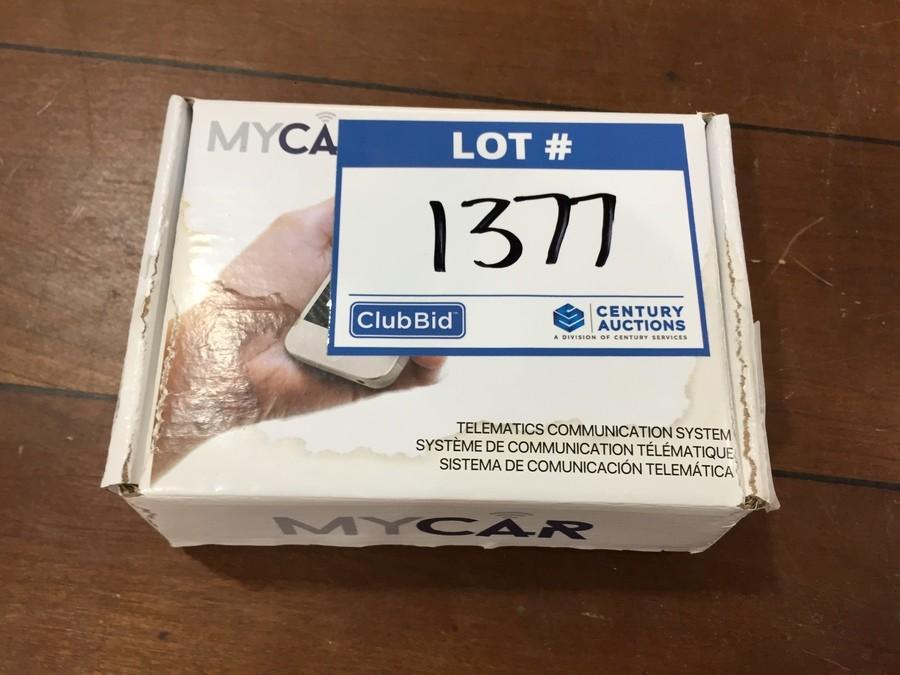 MYCA
LOT #
1377
ClubBid™
CENTURY
AUCTIONS
A DIVISION OF CENTURY SERVICES
TELEMATICS COMMUNICATION SYSTEM
SYSTÈME DE COMMUNICATION TÉLÉMATIQUE
SISTEMA DE COMUNICACIÓN TELEMÁTICA
MYCAR